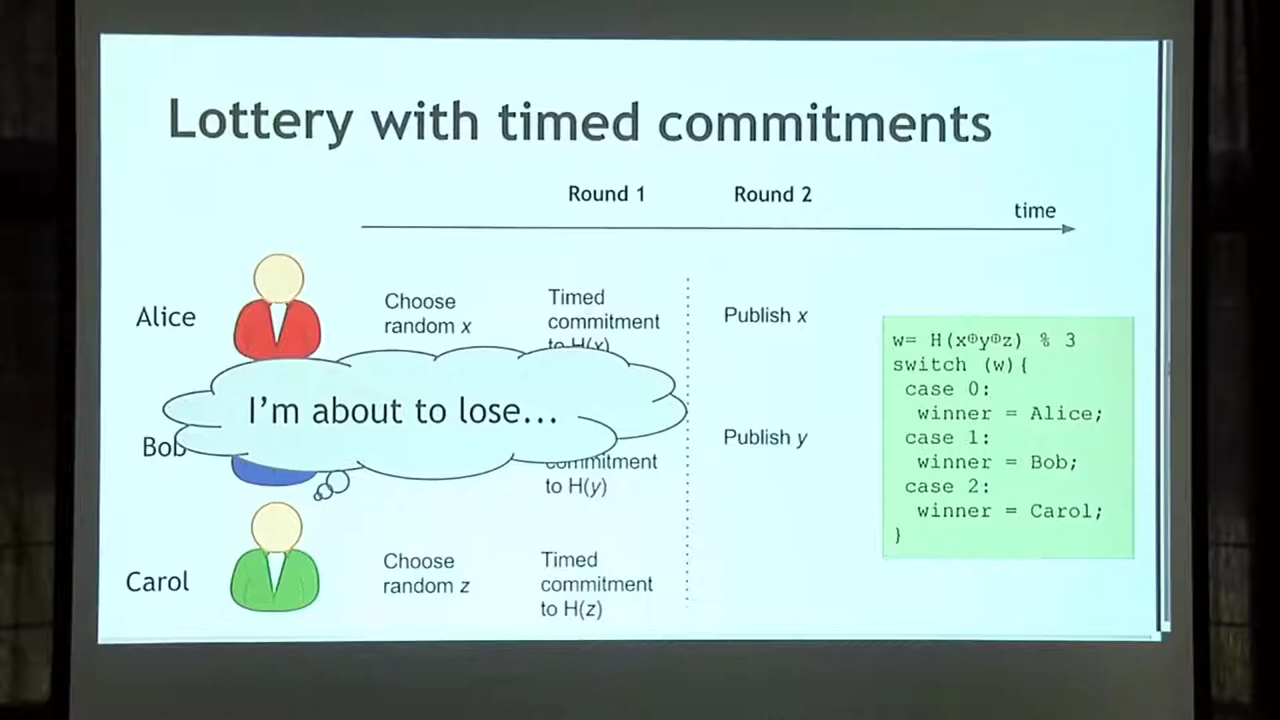 Lottery with timed commitments
Round 1
Round 2
time
Alice
Choose
random x
Timed
commitment
to H(x)
Publish x
I'm about to lose...
Bob
commitment
to H(y)
Publish y
Carol
Choose
random z
Timed
commitment
to H(z)
w= H(x⊕y⊕z) % 3
switch (w){
case 0:
winner = Alice;
case 1:
winner = Bob;
case 2:
winner = Carol;
}